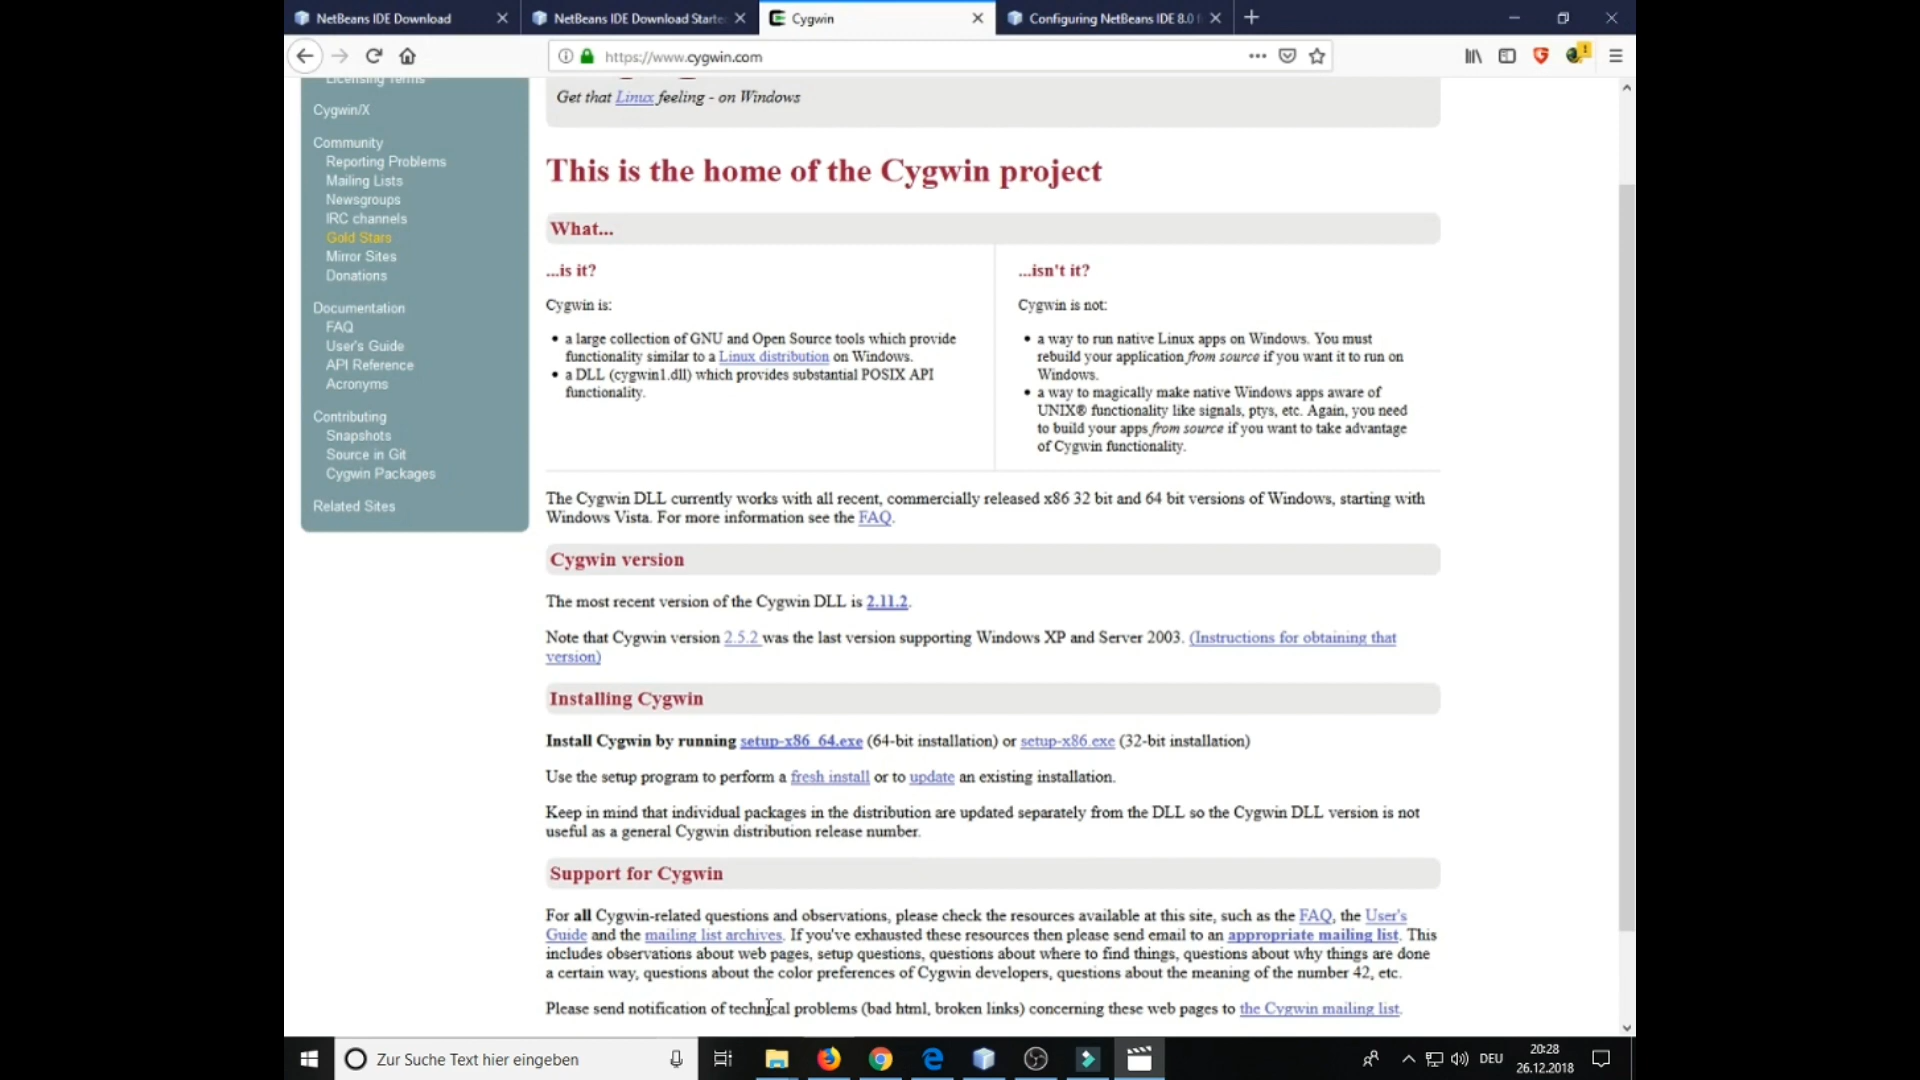 NetBeans IDE Download
NetBeans IDE Download Starte
Cygwin
Configuring NetBeans IDE 8.0 f
https://www.cygwin.com
1
Licensing Terms
Cygwin/X
Community
Reporting Problems
Mailing Lists
Newsgroups
IRC channels
Gold Stars
Mirror Sites
Donations
Documentation
FAQ
User's Guide
API Reference
Acronyms
Contributing
Snapshots
Source in Git
Cygwin Packages
Related Sites
Get that Linux feeling - on Windows
This is the home of the Cygwin project
What...
...is it?
Cygwin is:
• a large collection of GNU and Open Source tools which provide
functionality similar to a Linux distribution on Windows.
• a DLL (cygwin1.dll) which provides substantial POSIX API
functionality.
...isn't it?
Cygwin is not:
• a way to run native Linux apps on Windows. You must
rebuild your application from source if you want it to run on
Windows.
• a way to magically make native Windows apps aware of
UNIX® functionality like signals, ptys, etc. Again, you need
to build your apps from source if you want to take advantage
of Cygwin functionality.
The Cygwin DLL currently works with all recent, commercially released x86 32 bit and 64 bit versions of Windows, starting with
Windows Vista. For more information see the FAQ.
Cygwin version
The most recent version of the Cygwin DLL is 2.11.2.
Note that Cygwin version 2.5.2 was the last version supporting Windows XP and Server 2003. (Instructions for obtaining that
version)
Installing Cygwin
Install Cygwin by running setup-x86_64.exe (64-bit installation) or setup-x86.exe (32-bit installation)
Use the setup program to perform a fresh install or to update an existing installation.
Keep in mind that individual packages in the distribution are updated separately from the DLL so the Cygwin DLL version is not
useful as a general Cygwin distribution release number.
Support for Cygwin
For all Cygwin-related questions and observations, please check the resources available at this site, such as the FAQ, the User's
Guide and the mailing list archives. If you've exhausted these resources then please send email to an appropriate mailing list. This
includes observations about web pages, setup questions, questions about where to find things, questions about why things are done
a certain way, questions about the color preferences of Cygwin developers, questions about the meaning of the number 42, etc.
Please send notification of technical problems (bad html, broken links) concerning these web pages to the Cygwin mailing list.
Zur Suche Text hier eingeben
DEU
20:28
26.12.2018